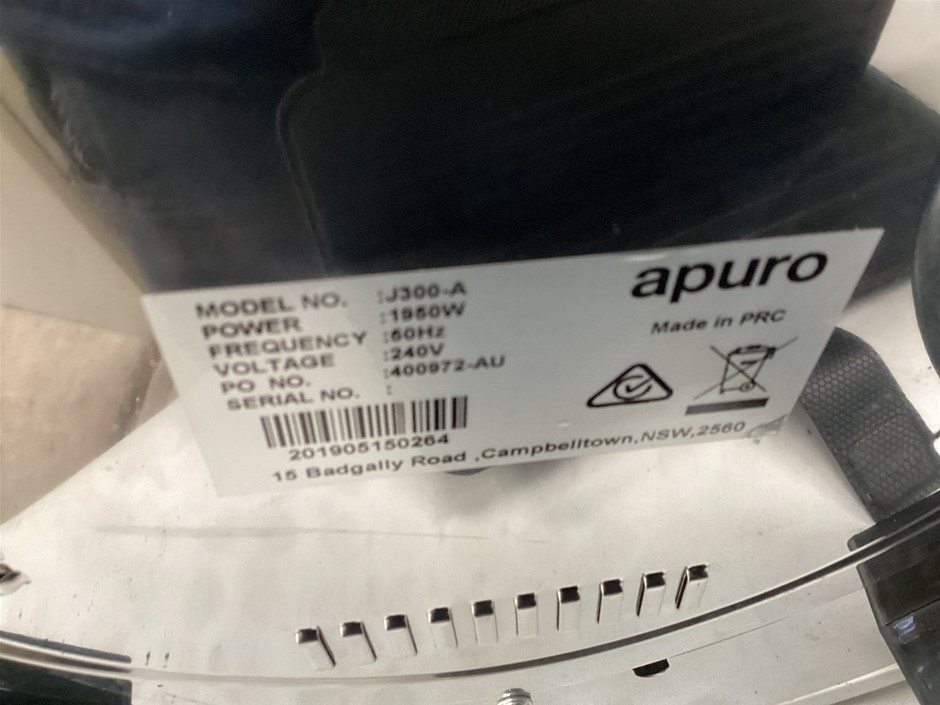 apuro
MODEL NO. :J300-A
POWER :1950W
FREQUENCY :50Hz
VOLTAGE :240V
PO NO. :400972-AU
SERIAL NO. :
201905150264
Made in PRC
15 Badgally Road ,Campbelltown,NSW,2560